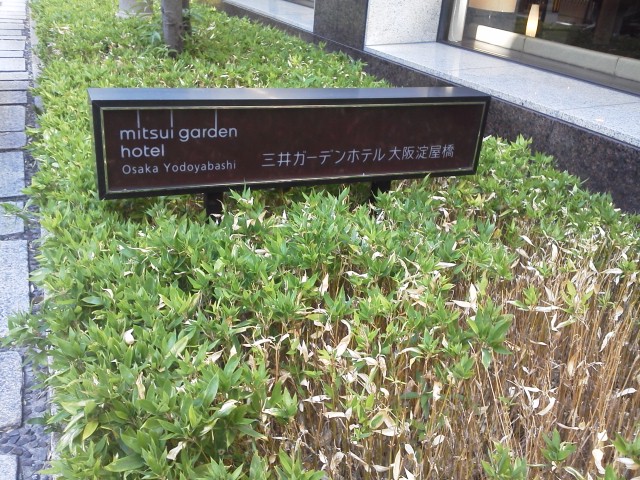 mitsui garden
hotel
Osaka Yodoyabashi
三井ガーデンホテル 大阪淀屋橋